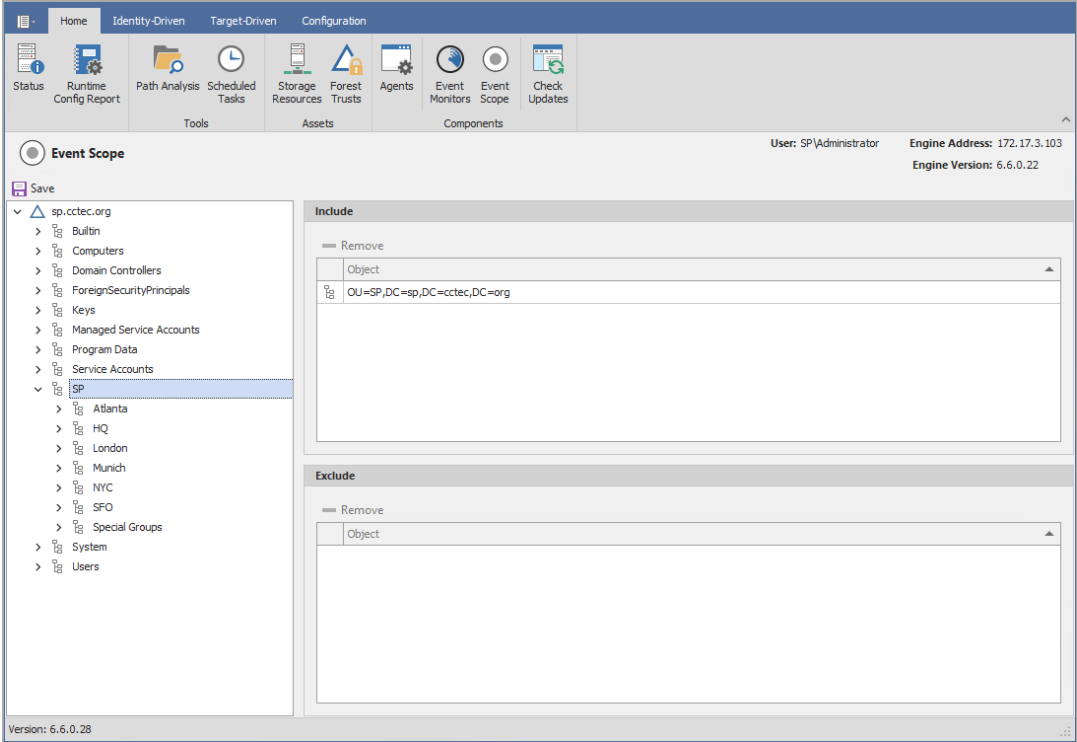 Home Identity-Driven Target-Driven Configuration
Status Runtime Config Report Path Analysis Scheduled Tasks Storage Resources Forest Trusts Agents Event Monitors Event Scope Check Updates
Tools Assets Components
Event Scope
User: SP\Administrator Engine Address: 172.17.3.103
Engine Version: 6.6.0.22
Save
sp.cctec.org
Builtin
Computers
Domain Controllers
ForeignSecurityPrincipals
Keys
Managed Service Accounts
Program Data
Service Accounts
SP
Atlanta
HQ
London
Munich
NYC
SFO
Special Groups
System
Users
Include
Remove
Object
OU=SP,DC=sp,DC=cctec,DC=org
Exclude
Remove
Object
Version: 6.6.0.28